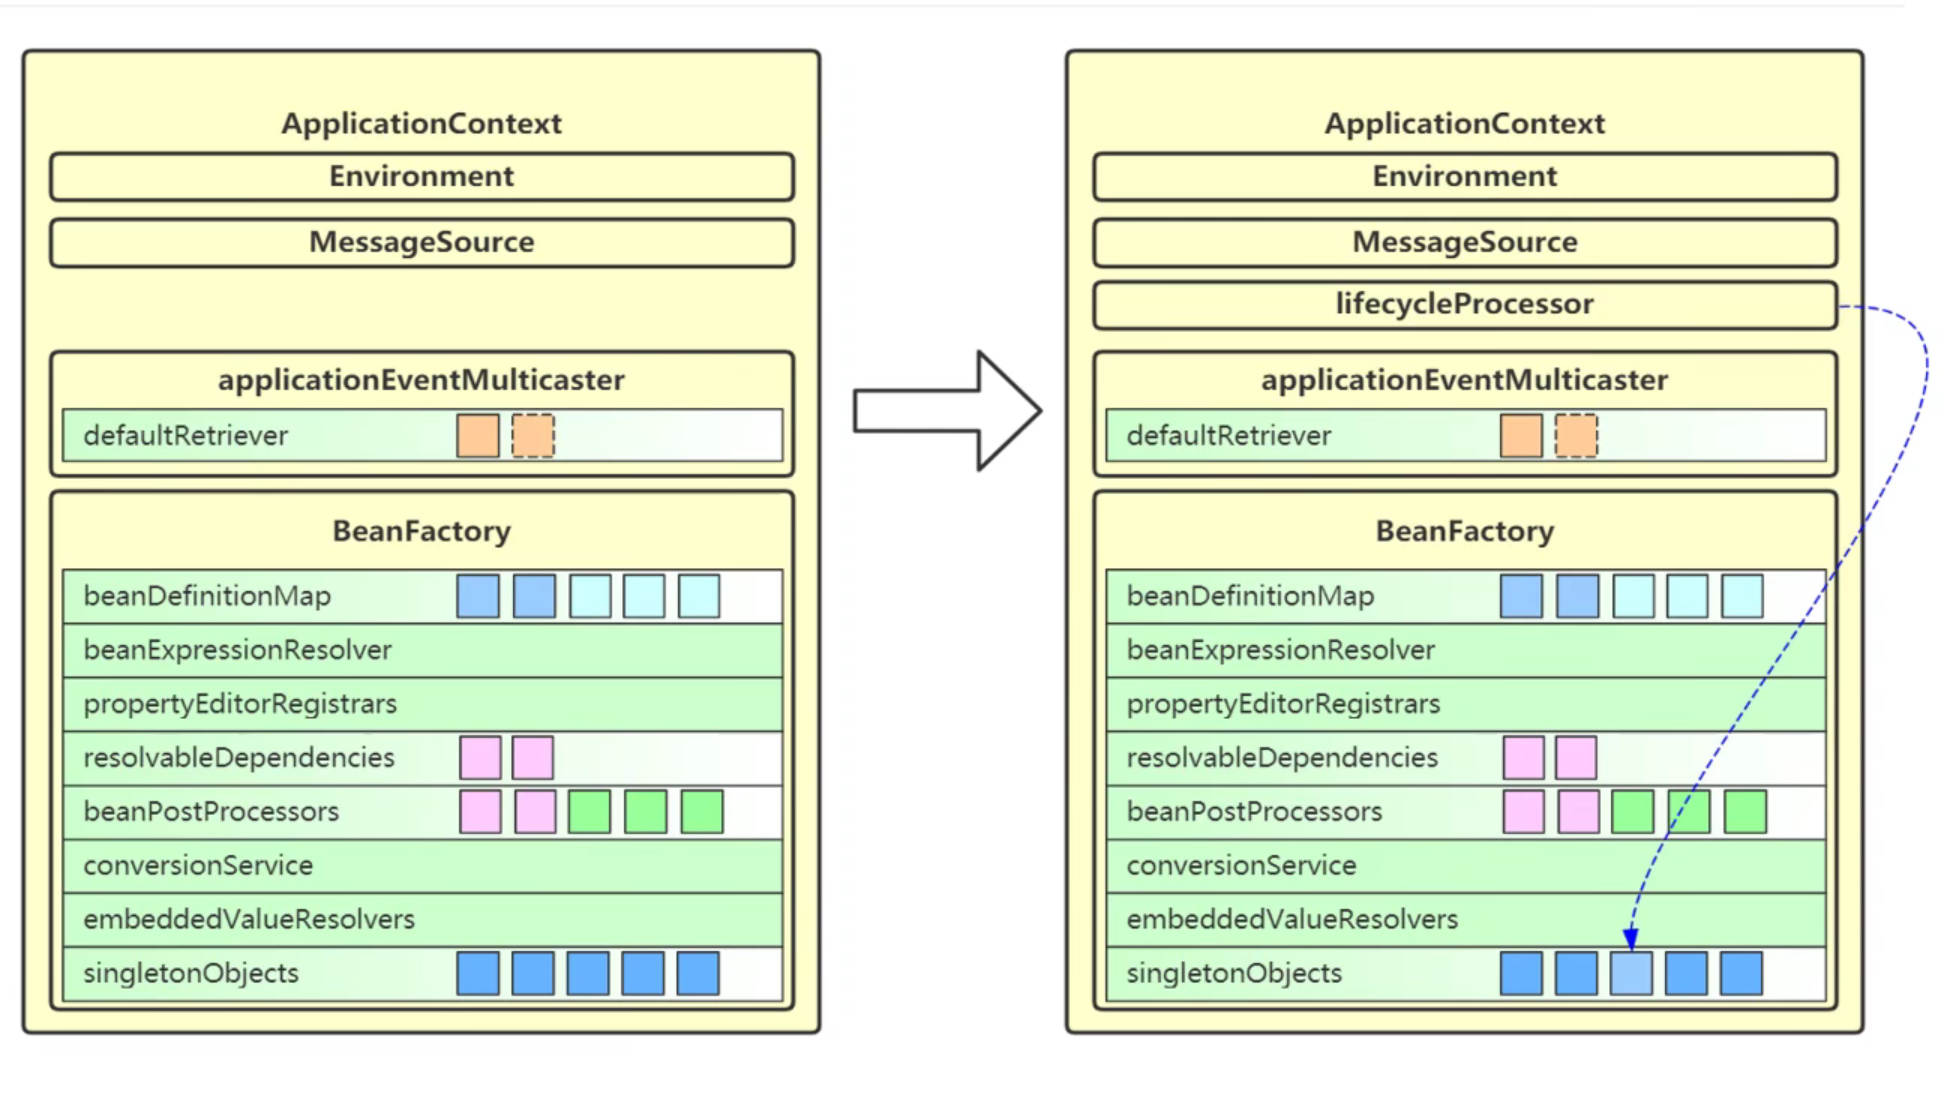 ApplicationContext
Environment
MessageSource
applicationEventMulticaster
defaultRetriever
BeanFactory
beanDefinitionMap
beanExpressionResolver
propertyEditorRegistrars
resolvableDependencies
beanPostProcessors
conversionService
embeddedValueResolvers
singletonObjects
ApplicationContext
Environment
MessageSource
lifecycleProcessor
applicationEventMulticaster
defaultRetriever
BeanFactory
beanDefinitionMap
beanExpressionResolver
propertyEditorRegistrars
resolvableDependencies
beanPostProcessors
conversionService
embeddedValueResolvers
singletonObjects